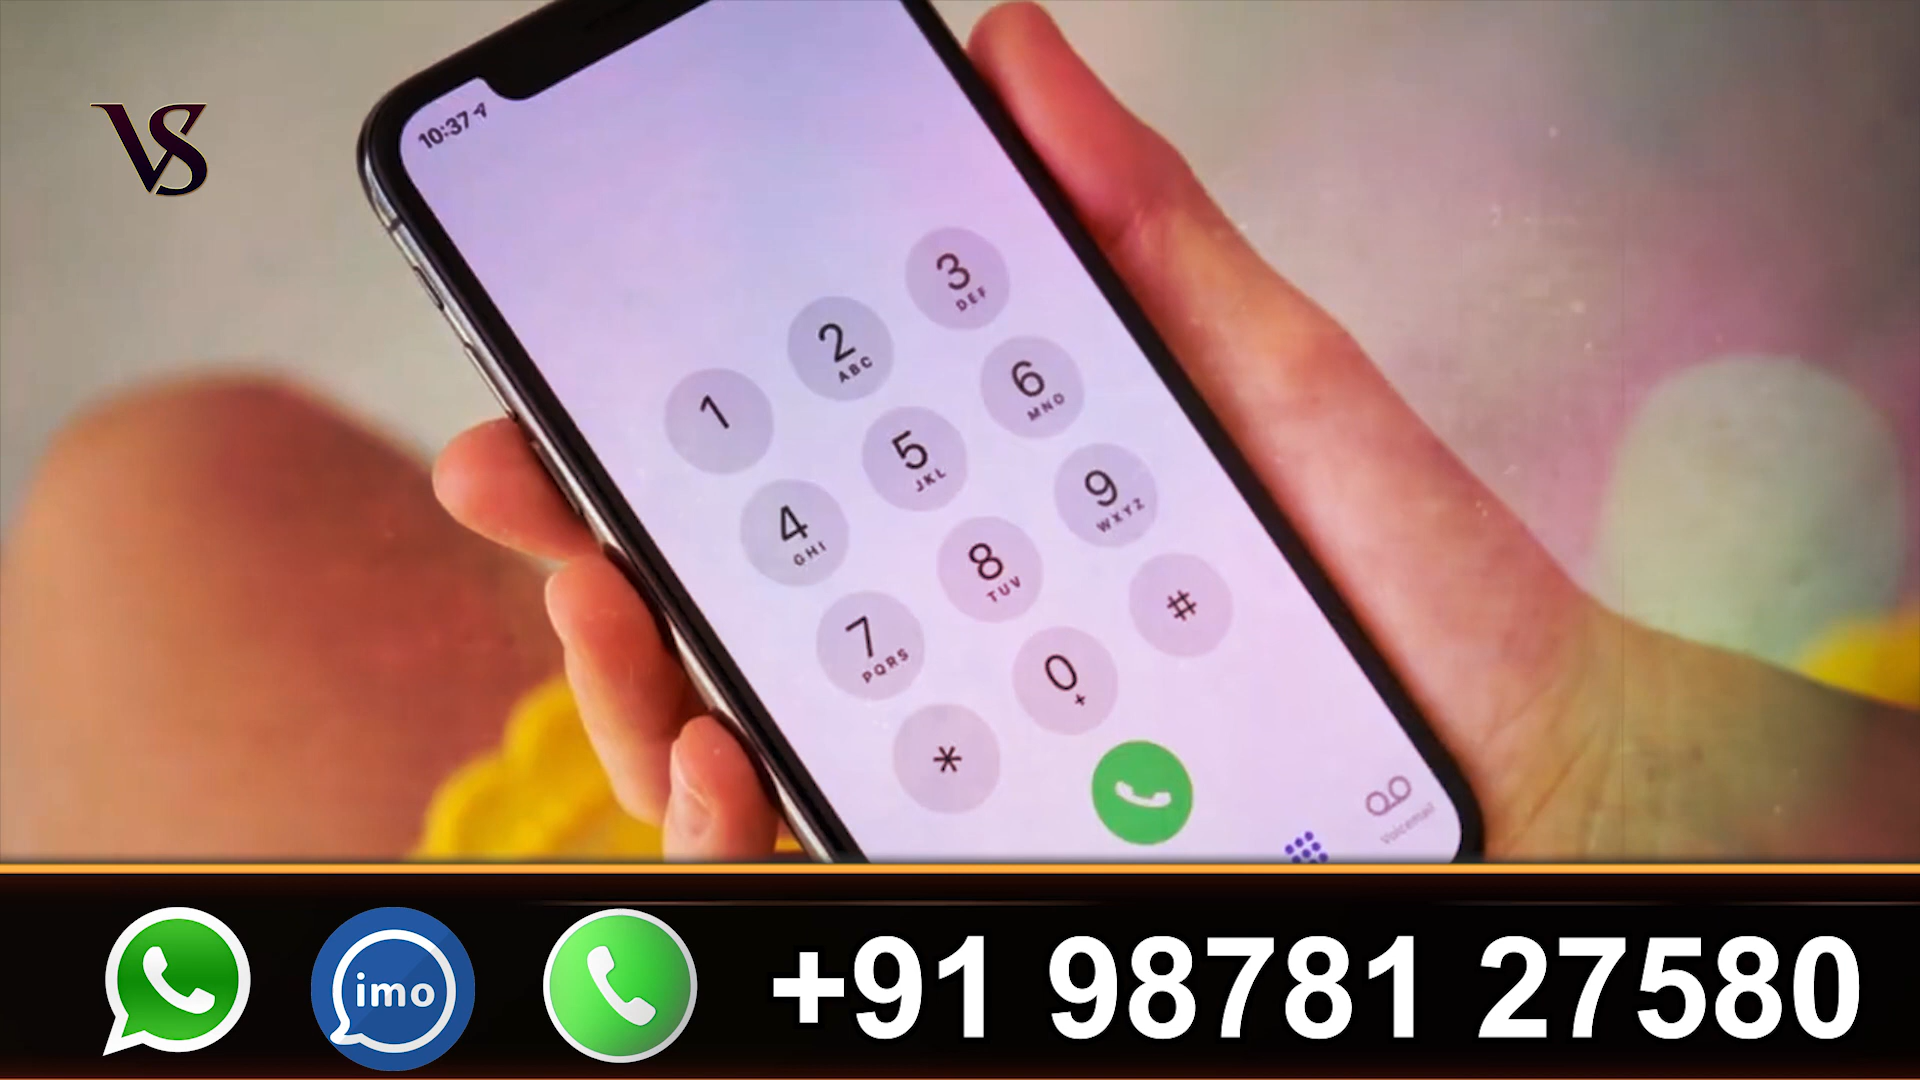 VS
10:37
1
2 ABC
3 DEF
4 GHI
5 JKL
6 MNO
7 PQRS
8 TUV
9 WXYZ
*
0 +
#
Voicemail
imo
+91 98781 27580